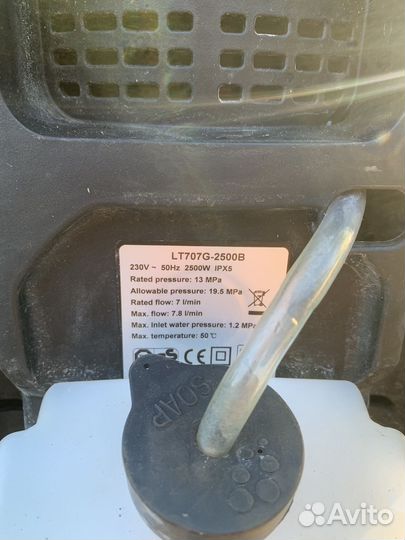 LT707G-2500B
230V ~ 50Hz 2500W IPX5
Rated pressure: 13 MPa
Allowable pressure: 19.5 MPa
Rated flow: 7 l/min
Max. flow: 7.8 l/min
Max. inlet water pressure: 1.2 MPa
Max. temperature: 50℃
SOAP
Avito